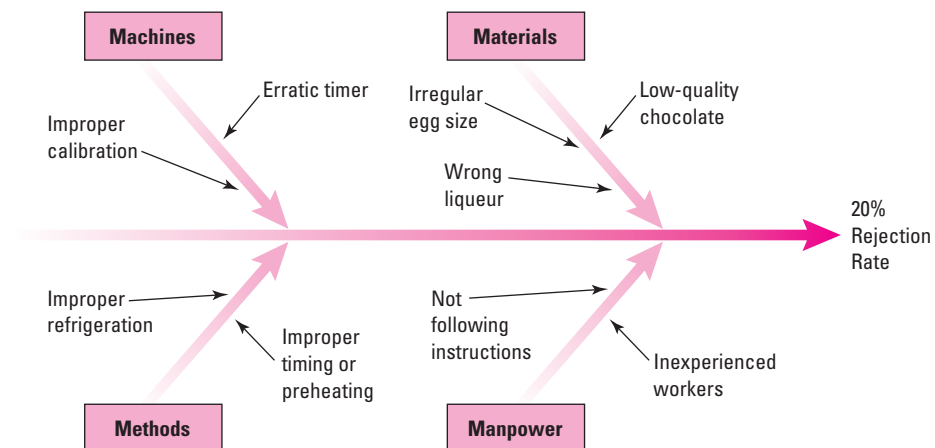 Machines
Materials
Erratic timer
Improper
calibration
Irregular
egg size
Low-quality
chocolate
Wrong
liqueur
20%
Rejection
Rate
Improper
refrigeration
Improper
timing or
preheating
Not
following
instructions
Inexperienced
workers
Methods
Manpower